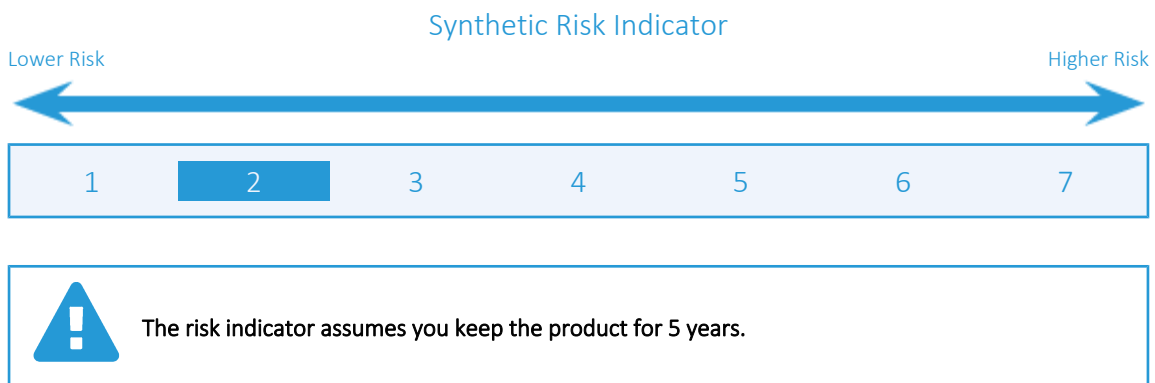 Synthetic Risk Indicator
Lower Risk Higher Risk
1 2 3 4 5 6 7
The risk indicator assumes you keep the product for 5 years.